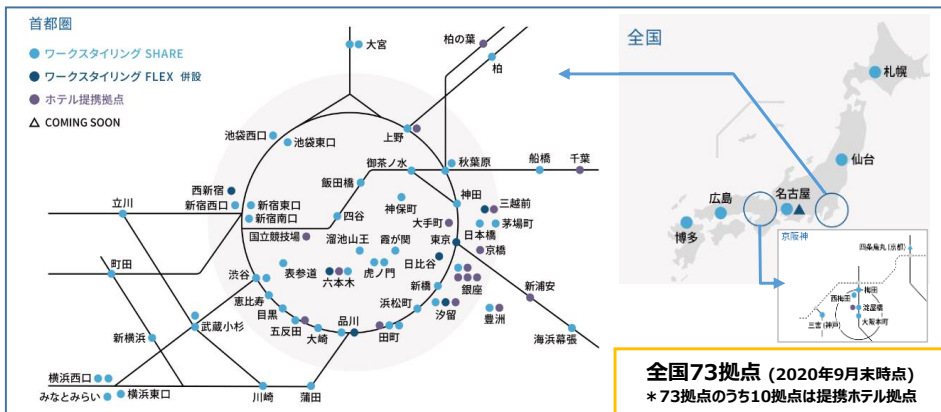 首都圏
ワークスタイリング SHARE
ワークスタイリング FLEX 併設
ホテル提携拠点
△ COMING SOON
大宮
柏の葉
柏
池袋西口
池袋東口
上野
御茶ノ水
秋葉原
船橋
千葉
飯田橋
西新宿
新宿西口
新宿東口
新宿南口
立川
四谷
神保町
神田
三越前
大手町
茅場町
日本橋
国立競技場
溜池山王
霞が関
東京
京橋
町田
渋谷
表参道
六本木
虎ノ門
日比谷
銀座
新橋
新浦安
恵比寿
目黒
五反田
大崎
品川
田町
浜松町
汐留
豊洲
海浜幕張
新横浜
武蔵小杉
横浜西口
みなとみらい
横浜東口
川崎
蒲田
全国
札幌
仙台
名古屋
広島
博多
京阪神
四条烏丸 (京都)
梅田
西梅田
淀屋橋
三宮 (神戸)
大阪本町
全国73拠点 (2020年9月末時点)
*73拠点のうち10拠点は提携ホテル拠点